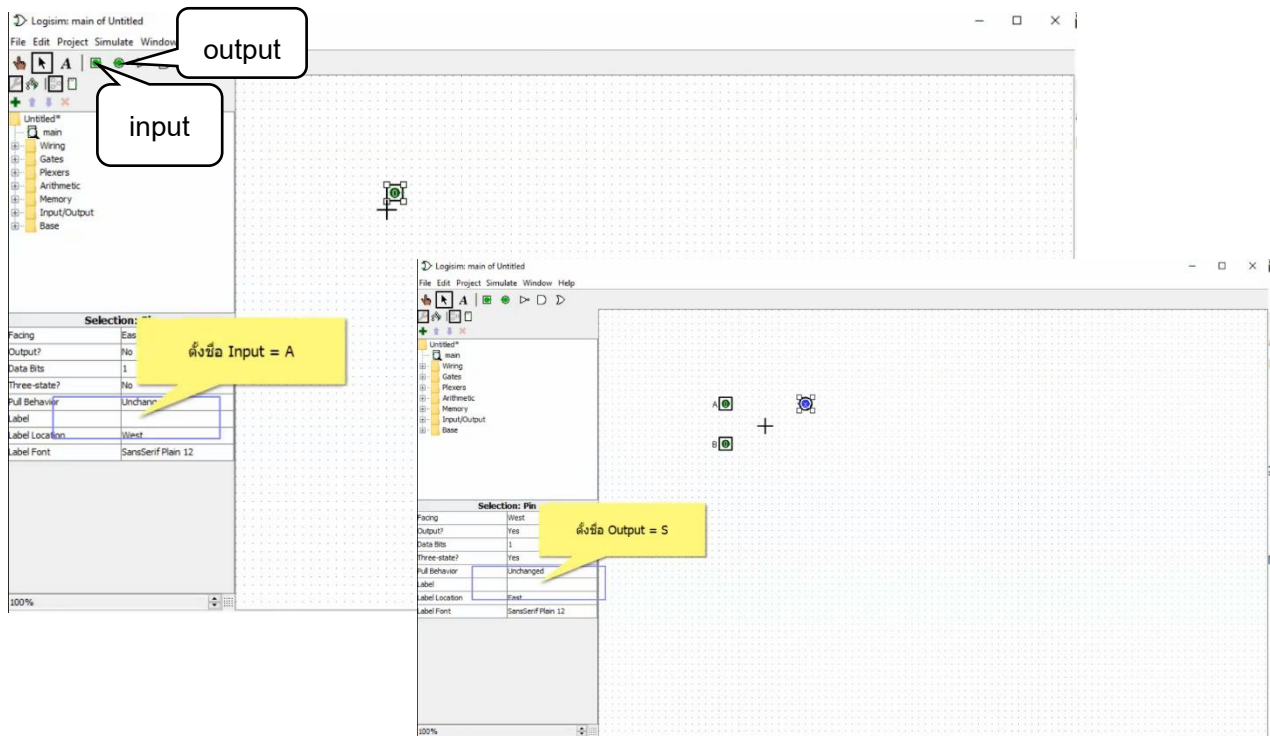 Logisim: main of Untitled
File Edit Project Simulate Window
output
A
input
Untitled*
main
Wiring
Gates
Plexers
Arithmetic
Memory
Input/Output
Base
Selection:
Facing
Output? No
Data Bits 1
Three-state? No
Pull Behavior
Label
Label Location West
Label Font SansSerif Plain 12
ตั้งชื่อ Input = A
100%
Logisim: main of Untitled
File Edit Project Simulate Window Help
A
Untitled*
main
Wiring
Gates
Plexers
Arithmetic
Memory
Input/Output
Base
A
B
Selection: Pin
Facing West
Output? Yes
Data Bits 1
Three-state? Yes
Pull Behavior Unchanged
Label
Label Location East
Label Font SansSerif Plain 12
ตั้งชื่อ Output = S
100%